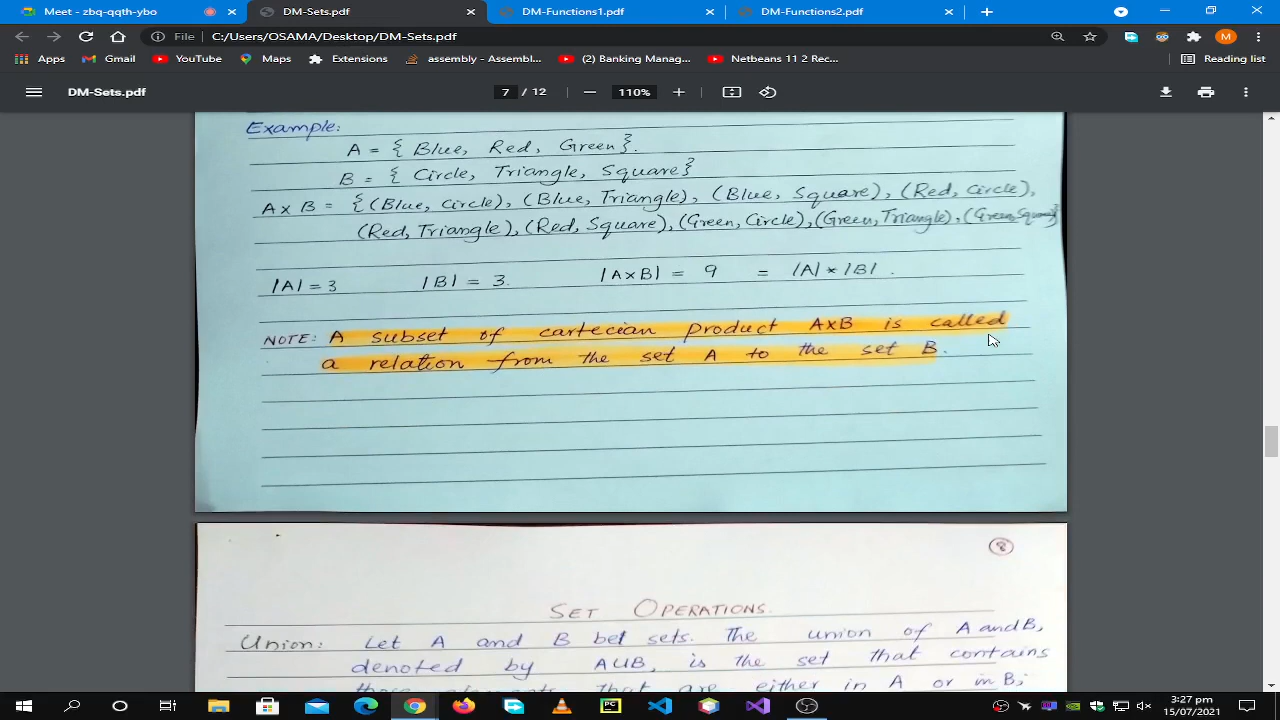 Meet - zbq-qqth-ybo
DM-Sets.pdf
DM-Functions1.pdf
DM-Functions2.pdf
File
C:/Users/OSAMA/Desktop/DM-Sets.pdf
M
Apps
Gmail
YouTube
Maps
Extensions
assembly - Assembl...
(2) Banking Manag...
Netbeans 11 2 Rec...
Reading list
DM-Sets.pdf
7 / 12
110%
Example:
A = { Blue, Red, Green}.
B = { Circle, Triangle, Square}
A x B = {(Blue, Circle), (Blue, Triangle), (Blue, Square), (Red, Circle),
(Red, Triangle), (Red, Square), (Green, Circle), (Green, Triangle), (Green, Square)}
|A| = 3 |B| = 3. |A x B| = 9 = |A| * |B| .
NOTE: A subset of cartecian product AxB is called
a relation from the set A to the set B.
8
SET OPERATIONS.
Union: Let A and B bet sets. The union of A and B,
denoted by AUB, is the set that contains
those elements that are either in A or in B;
3:27 pm
15/07/2021